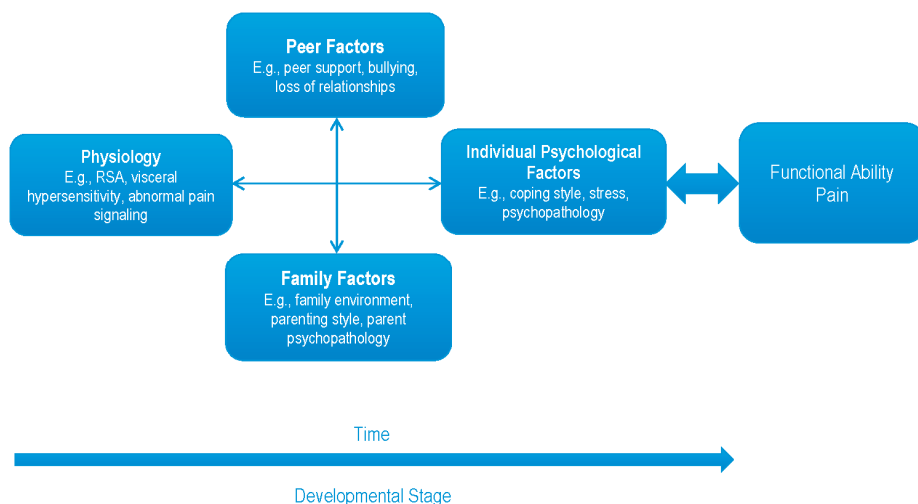 Peer Factors
E.g., peer support, bullying,
loss of relationships
Physiology
E.g., RSA, visceral
hypersensitivity, abnormal pain
signaling
Individual Psychological
Factors
E.g., coping style, stress,
psychopathology
Functional Ability
Pain
Family Factors
E.g., family environment,
parenting style, parent
psychopathology
Time
Developmental Stage